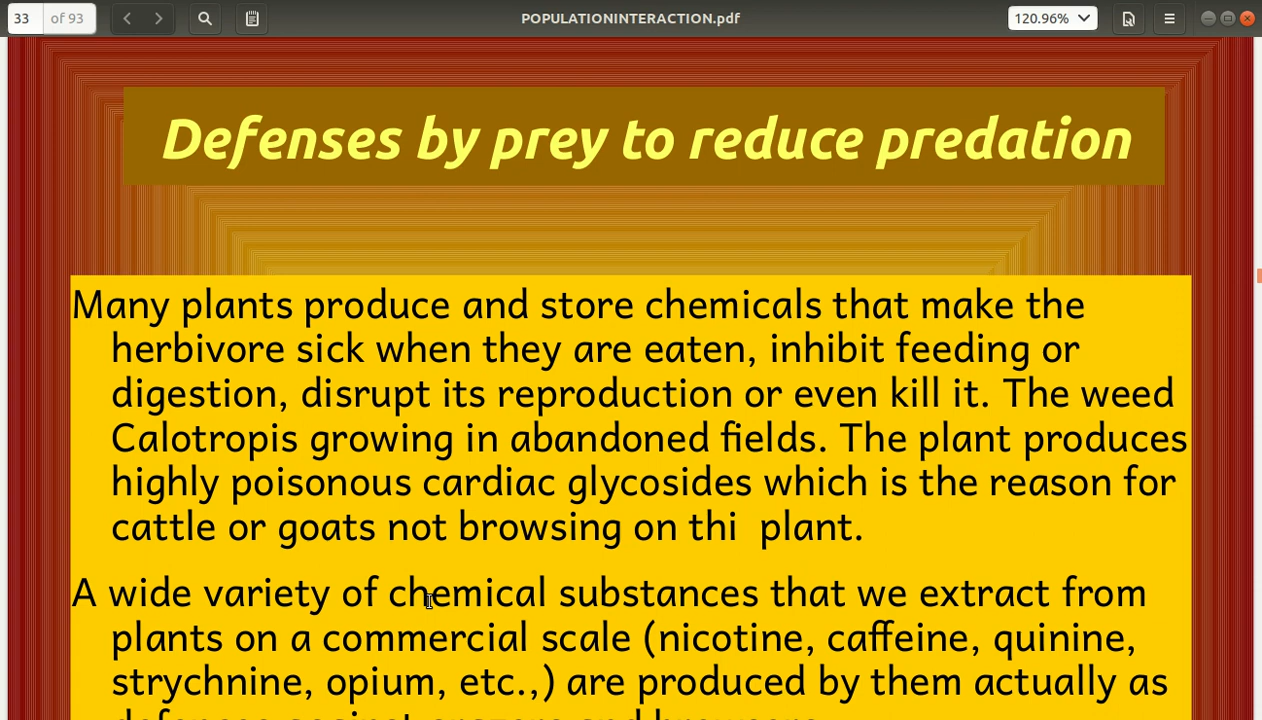 33 of 93
POPULATIONINTERACTION.pdf
120.96%
Defenses by prey to reduce predation
Many plants produce and store chemicals that make the
herbivore sick when they are eaten, inhibit feeding or
digestion, disrupt its reproduction or even kill it. The weed
Calotropis growing in abandoned fields. The plant produces
highly poisonous cardiac glycosides which is the reason for
cattle or goats not browsing on thi plant.
A wide variety of chemical substances that we extract from
plants on a commercial scale (nicotine, caffeine, quinine,
strychnine, opium, etc.,) are produced by them actually as